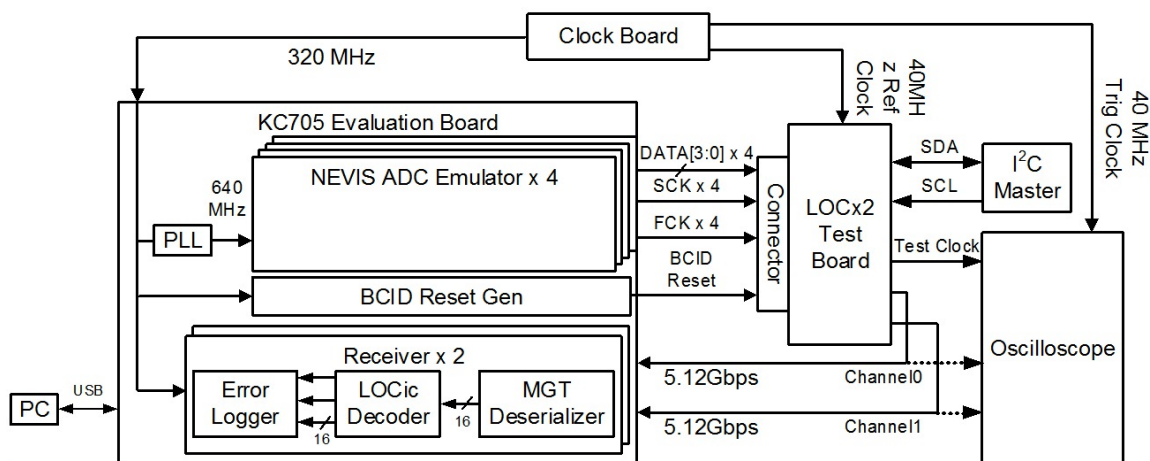 Clock Board
320 MHz
40MH
z Ref
Clock
40 MHz
Trig Clock
KC705 Evaluation Board
NEVIS ADC Emulator x 4
640
MHz
PLL
BCID Reset Gen
DATA[3:0] x 4
SCK x 4
FCK x 4
BCID
Reset
Connector
LOCx2
Test
Board
SDA
SCL
I²C
Master
Test Clock
Oscilloscope
Receiver x 2
Error
Logger
LOCic
Decoder
MGT
Deserializer
16
16
PC
USB
5.12Gbps
Channel0
5.12Gbps
Channel1